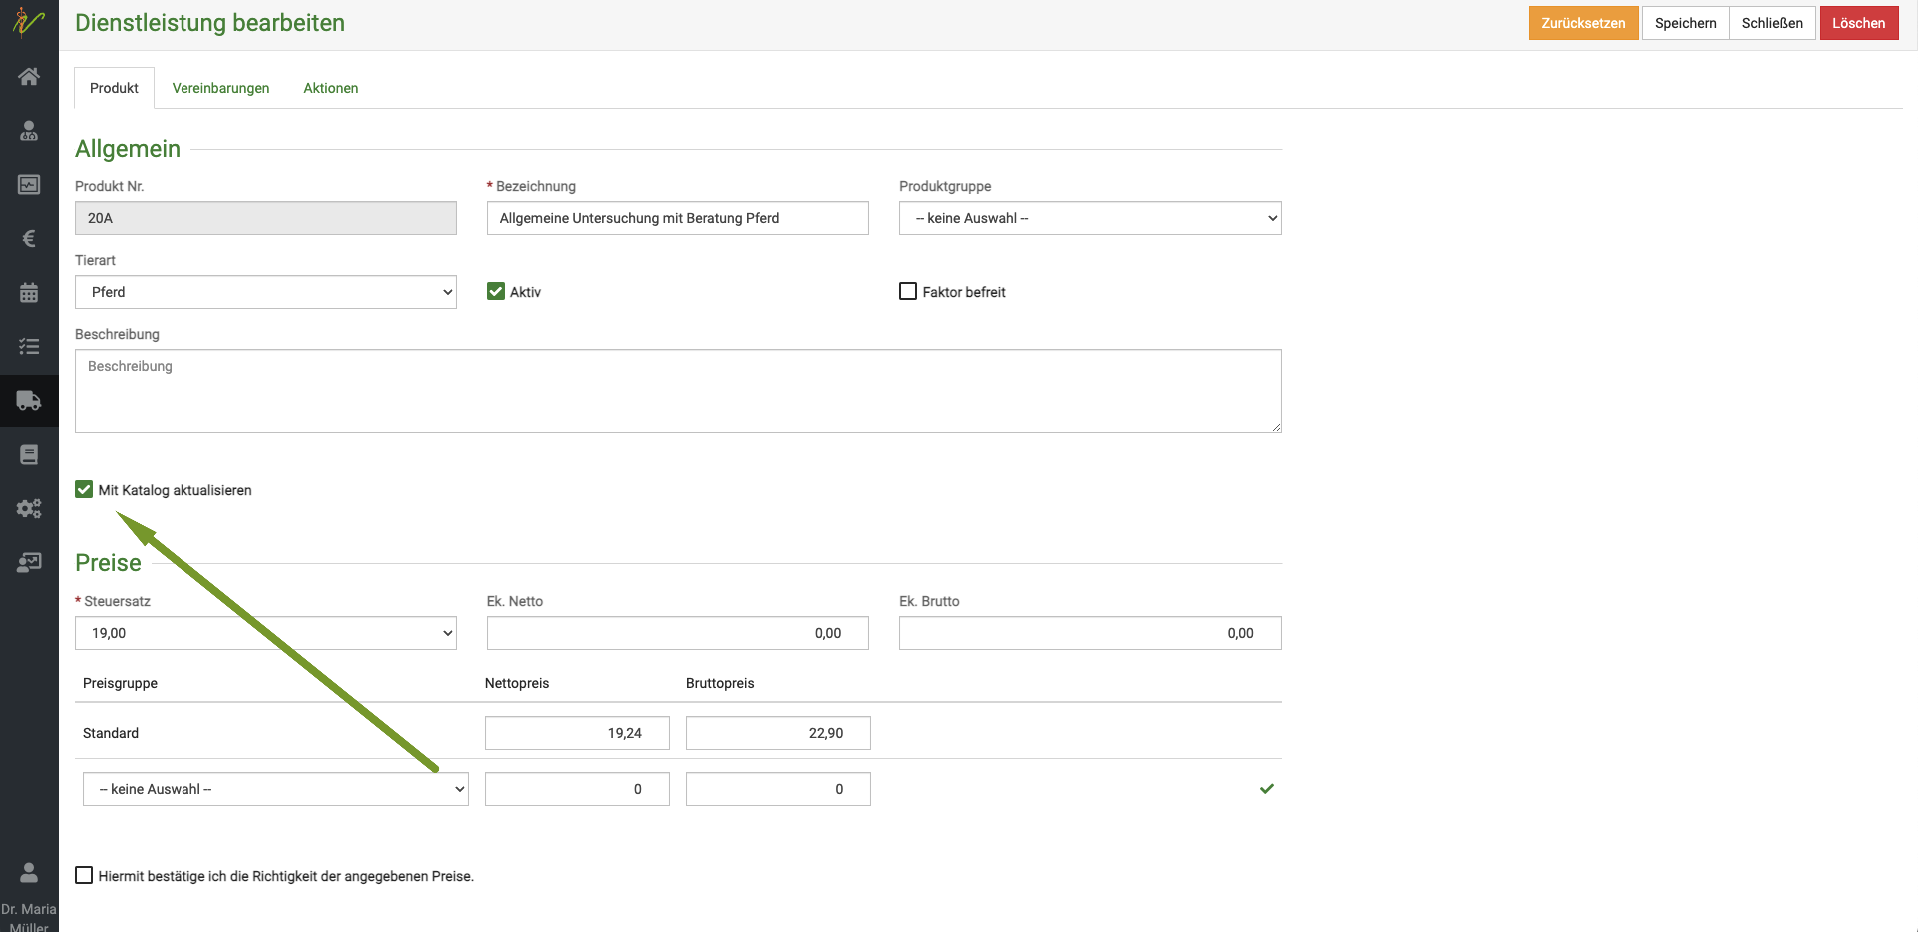 Dienstleistung bearbeiten
Zurücksetzen Speichern Schließen Löschen
Produkt Vereinbarungen Aktionen
Allgemein
Produkt Nr. * Bezeichnung Produktgruppe
20A Allgemeine Untersuchung mit Beratung Pferd -- keine Auswahl --
Tierart
Pferd Aktiv Faktor befreit
Beschreibung
Beschreibung
Mit Katalog aktualisieren
Preise
* Steuersatz Ek. Netto Ek. Brutto
19,00 0,00 0,00
Preisgruppe Nettopreis Bruttopreis
Standard 19,24 22,90
-- keine Auswahl -- 0 0
Hiermit bestätige ich die Richtigkeit der angegebenen Preise.
Dr. Maria
Müller